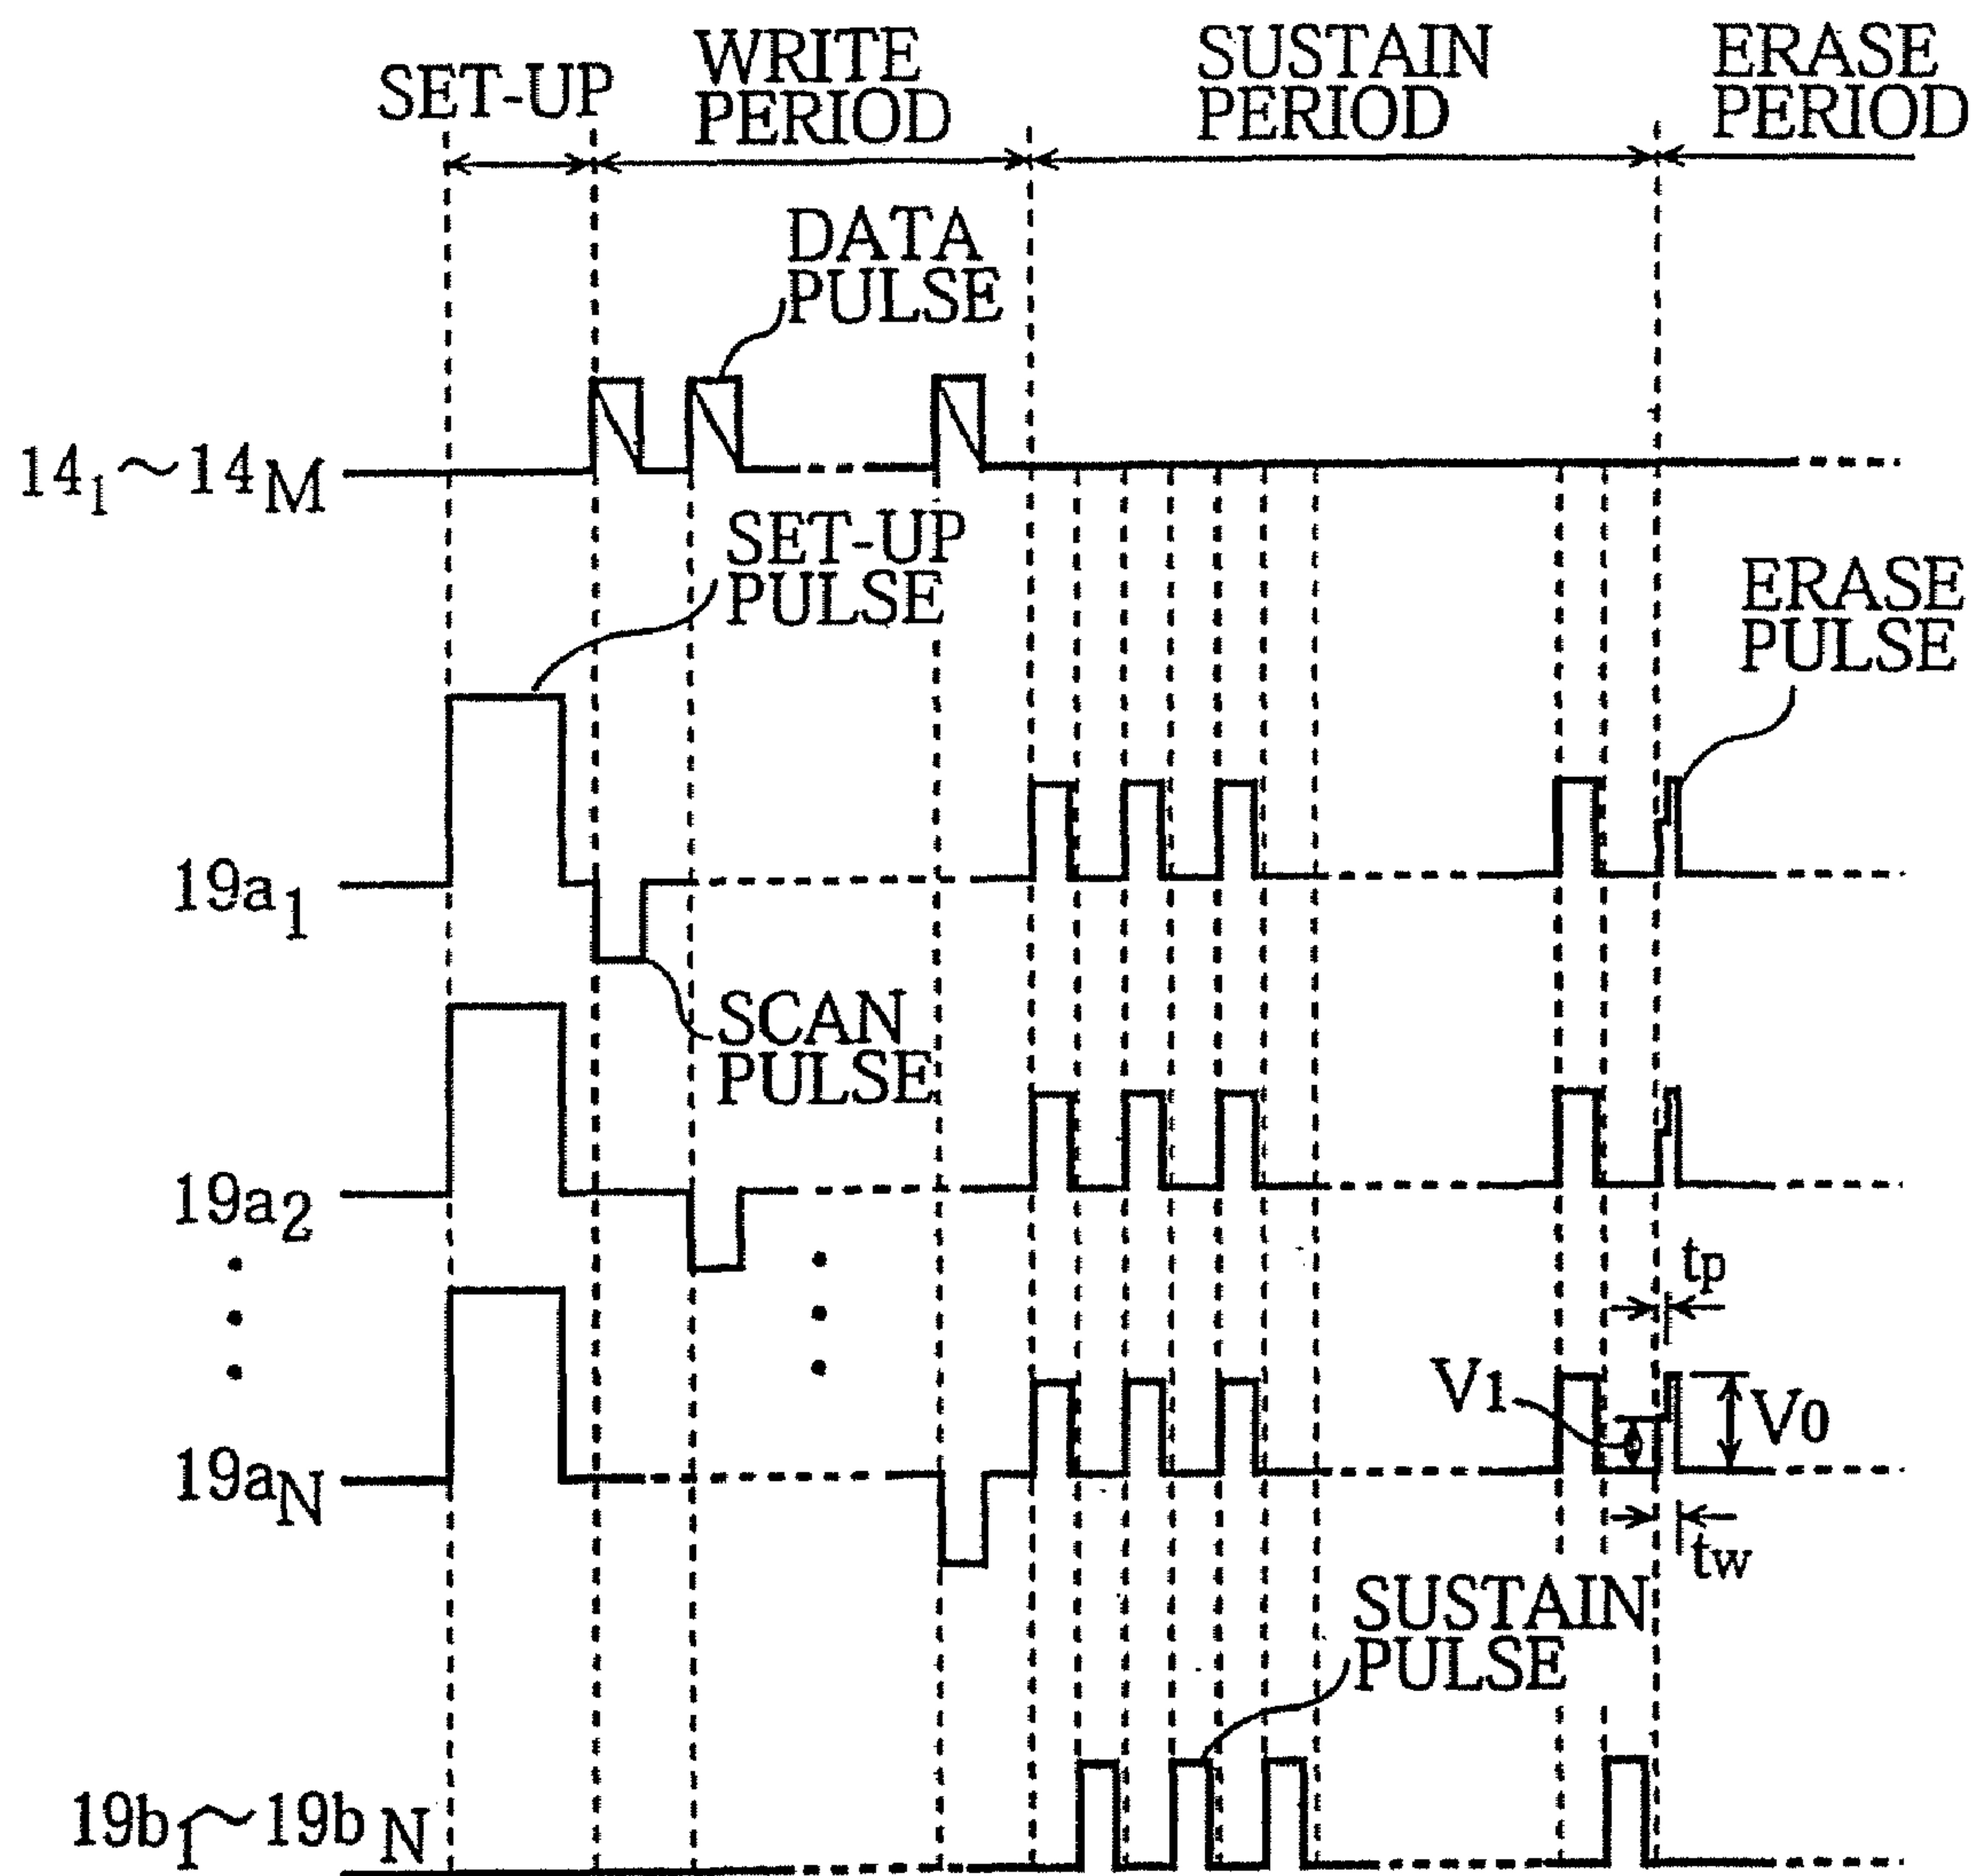 SET-UP
WRITE
PERIOD
SUSTAIN
PERIOD
ERASE
PERIOD
DATA
PULSE
14₁~14M
SET-UP
PULSE
ERASE
PULSE
19a₁
SCAN
PULSE
19a₂
tp
V1
V0
19aN
tw
SUSTAIN
PULSE
19b₁~19bN